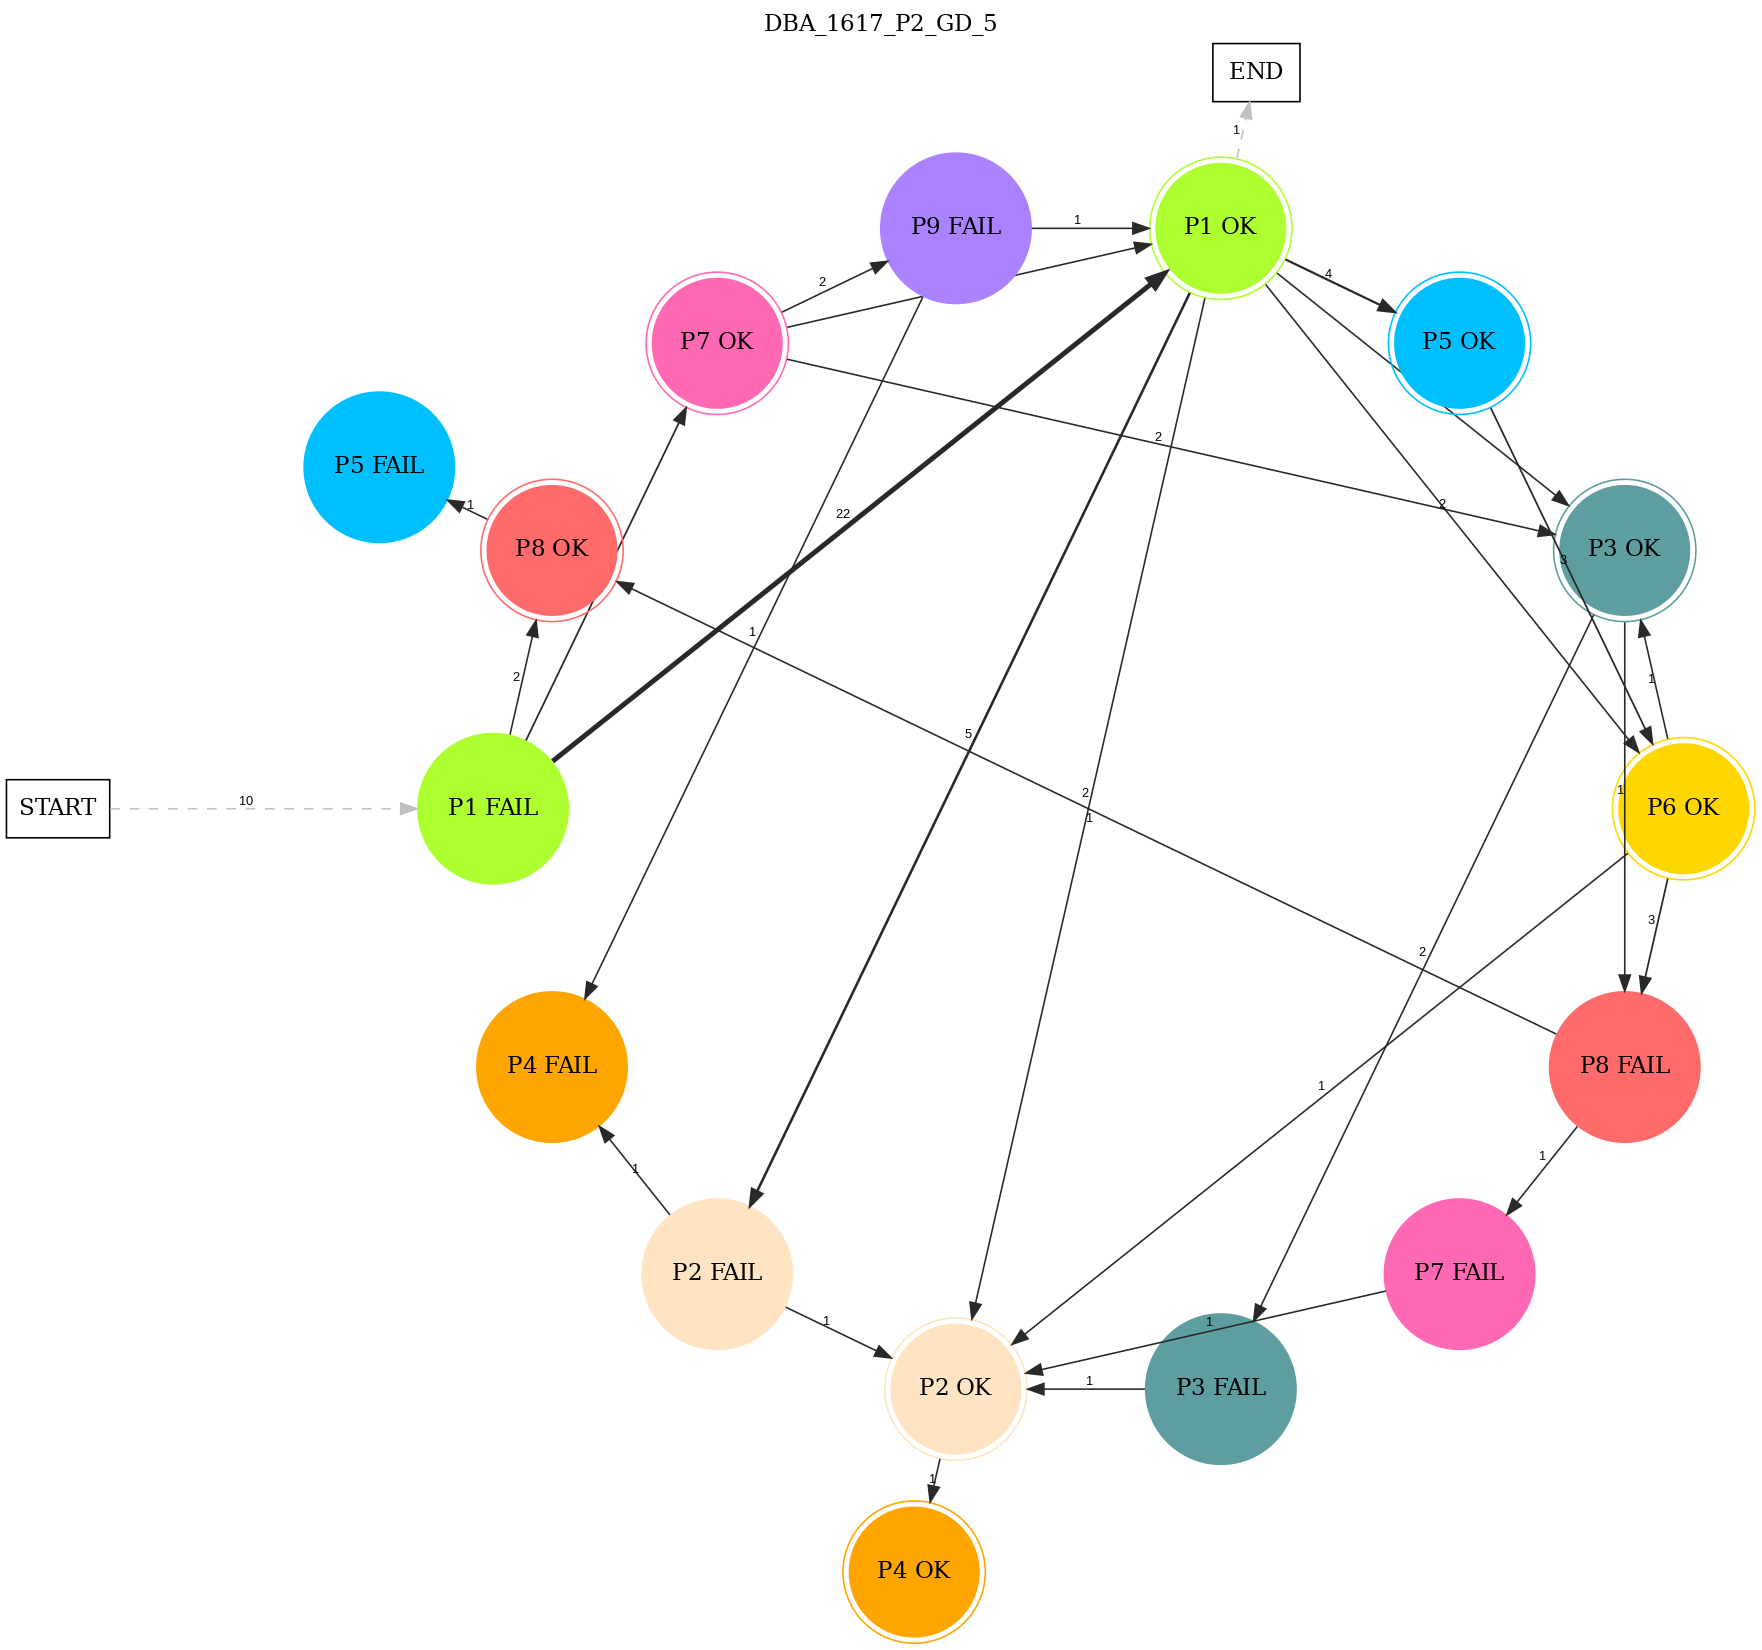 DBA_1617_P2_GD_5
END
1
P9 FAIL
1
P1 OK
4
2
P7 OK
P5 OK
2
P5 FAIL
1
P8 OK
22
2
3
P3 OK
1
2
1
START
10
P1 FAIL
5
2
1
1
P6 OK
2
3
P4 FAIL
1
P8 FAIL
1
1
P2 FAIL
P7 FAIL
1
1
P2 OK
1
P3 FAIL
1
P4 OK